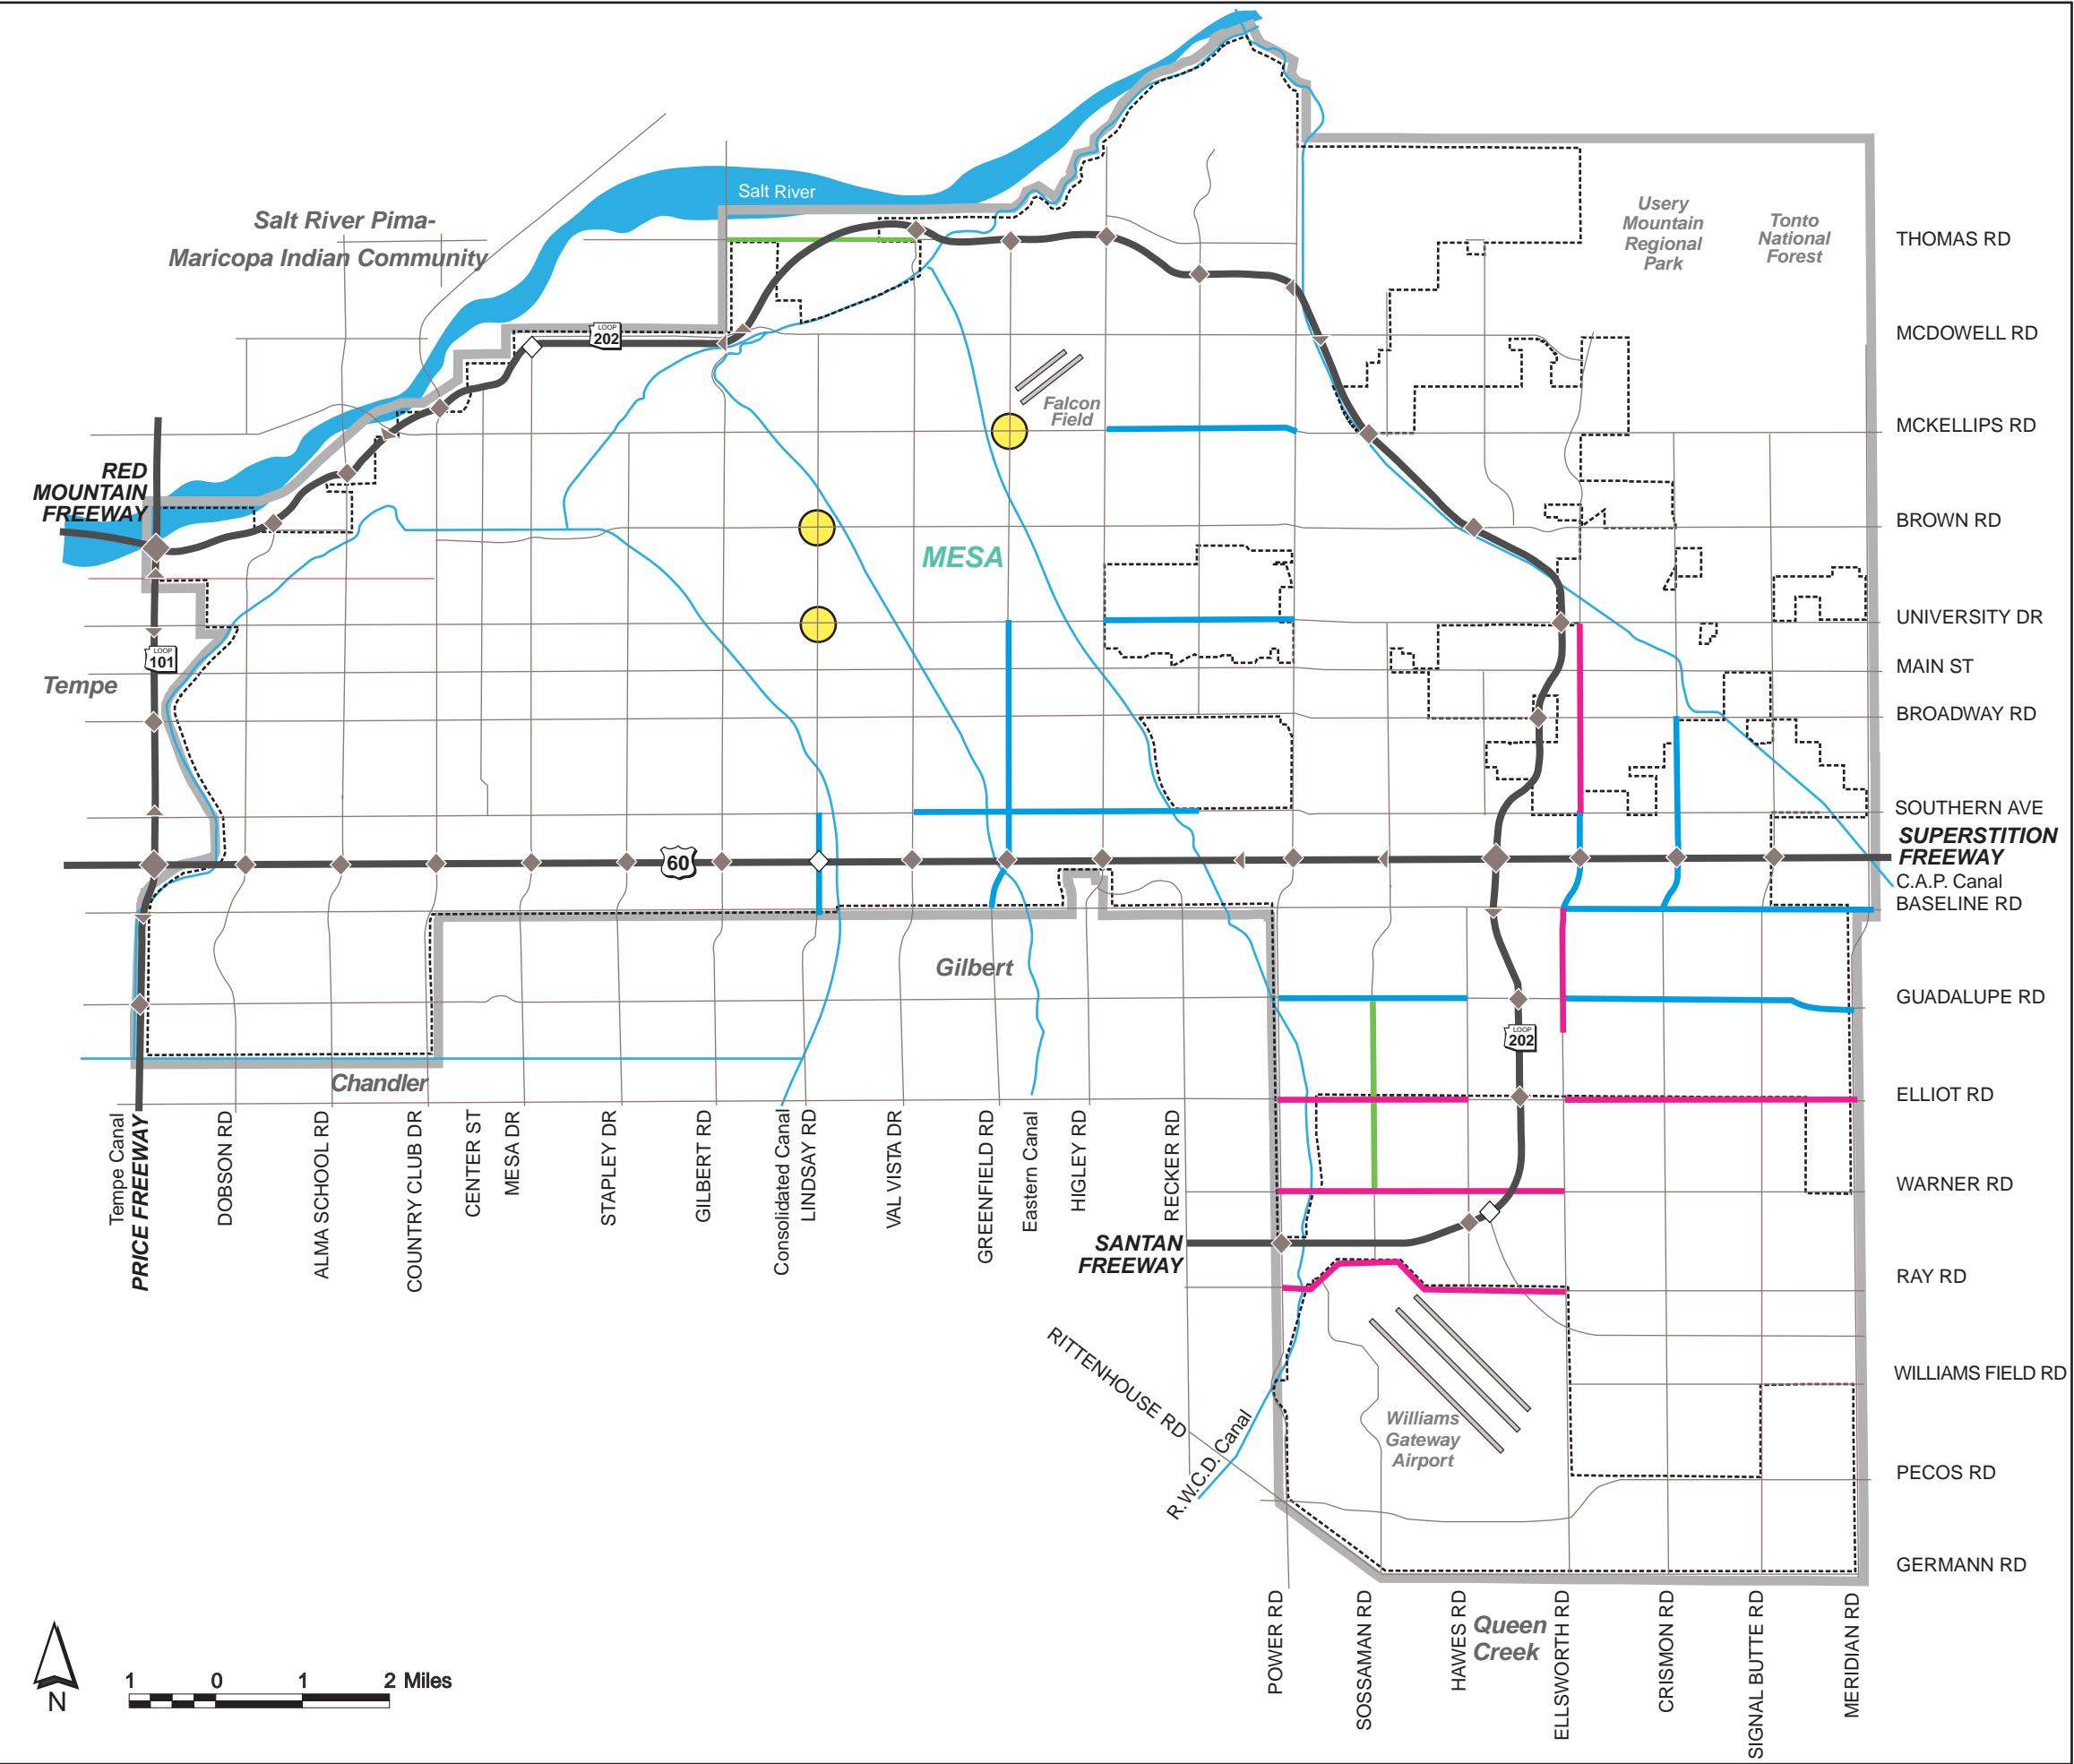 Salt River
Salt River Pima-
Maricopa Indian Community
Usery
Mountain
Regional
Park
Tonto
National
Forest
THOMAS RD
LOOP
202
MCDOWELL RD
Falcon
Field
MCKELLIPS RD
RED
MOUNTAIN
FREEWAY
BROWN RD
MESA
UNIVERSITY DR
LOOP
101
MAIN ST
Tempe
BROADWAY RD
SOUTHERN AVE
SUPERSTITION
FREEWAY
60
C.A.P. Canal
BASELINE RD
Gilbert
GUADALUPE RD
LOOP
202
Chandler
ELLIOT RD
WARNER RD
Tempe Canal
PRICE FREEWAY
DOBSON RD
ALMA SCHOOL RD
COUNTRY CLUB DR
CENTER ST
MESA DR
STAPLEY DR
GILBERT RD
Consolidated Canal
LINDSAY RD
VAL VISTA DR
GREENFIELD RD
Eastern Canal
HIGLEY RD
RECKER RD
SANTAN
FREEWAY
RAY RD
RITTENHOUSE RD
R.W.C.D. Canal
WILLIAMS FIELD RD
Williams
Gateway
Airport
PECOS RD
GERMANN RD
POWER RD
SOSSAMAN RD
HAWES RD
Queen
Creek
ELLSWORTH RD
CRISMON RD
SIGNAL BUTTE RD
MERIDIAN RD
N
1 0 1 2 Miles